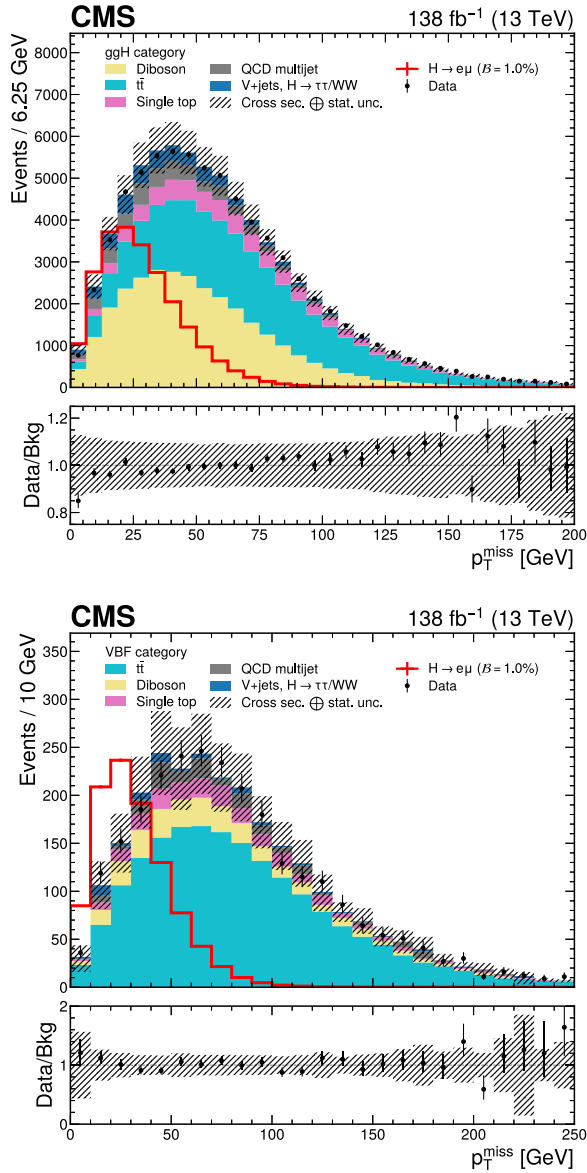 CMS 138 fb⁻¹ (13 TeV)
Events / 6.25 GeV
8000
7000
6000
5000
4000
3000
2000
1000
0
ggH category
Diboson
tt̄
Single top
QCD multijet
V+jets, H → ττ/WW
Cross sec. ⊕ stat. unc.
H → eμ (ℬ = 1.0%)
Data
Data/Bkg
1.2
1.0
0.8
0 25 50 75 100 125 150 175 200
p_T^miss [GeV]
CMS 138 fb⁻¹ (13 TeV)
Events / 10 GeV
350
300
250
200
150
100
50
0
VBF category
tt̄
Diboson
Single top
QCD multijet
V+jets, H → ττ/WW
Cross sec. ⊕ stat. unc.
H → eμ (ℬ = 1.0%)
Data
Data/Bkg
2
1
0
0 50 100 150 200 250
p_T^miss [GeV]